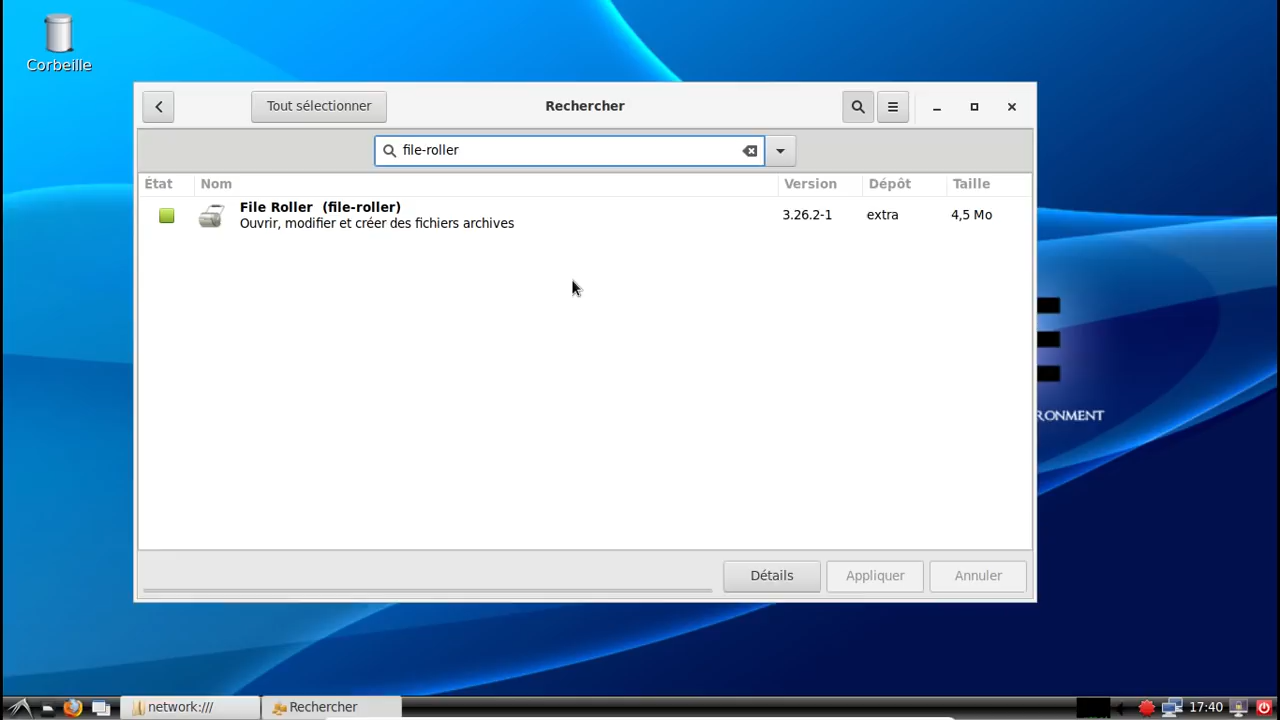 Corbeille
Tout sélectionner
Rechercher
file-roller
État Nom Version Dépôt Taille
File Roller (file-roller)
Ouvrir, modifier et créer des fichiers archives
3.26.2-1 extra 4,5 Mo
RONMENT
Détails Appliquer Annuler
network:/// Rechercher 17:40